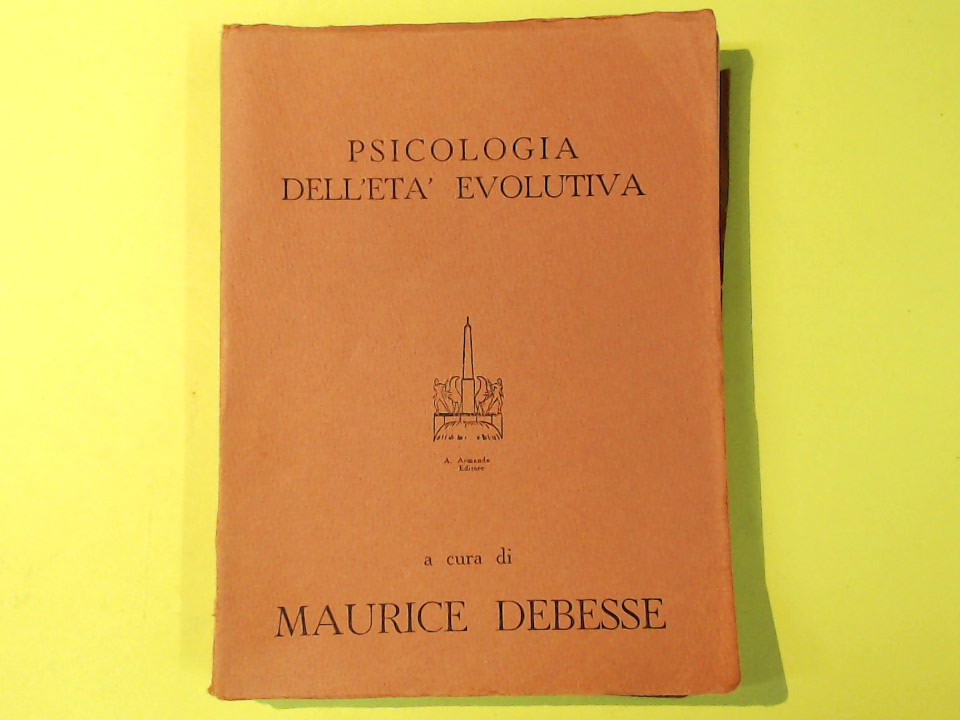 PSICOLOGIA
DELL'ETA' EVOLUTIVA
A. Armando
Editore
a cura di
MAURICE DEBESSE